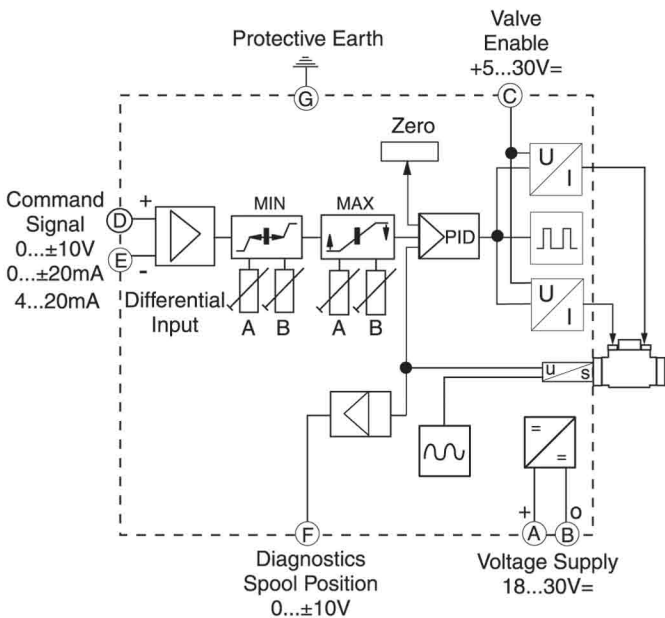 Protective Earth
G
Valve
Enable
+5...30V=
C
Zero
U
I
Command
Signal
0...±10V
0...±20mA
4...20mA
+
D
E
-
MIN
MAX
PID
Differential
Input
A
B
A
B
U
I
u
s
=
=
+
o
F
A
B
Diagnostics
Spool Position
0...±10V
Voltage Supply
18...30V=